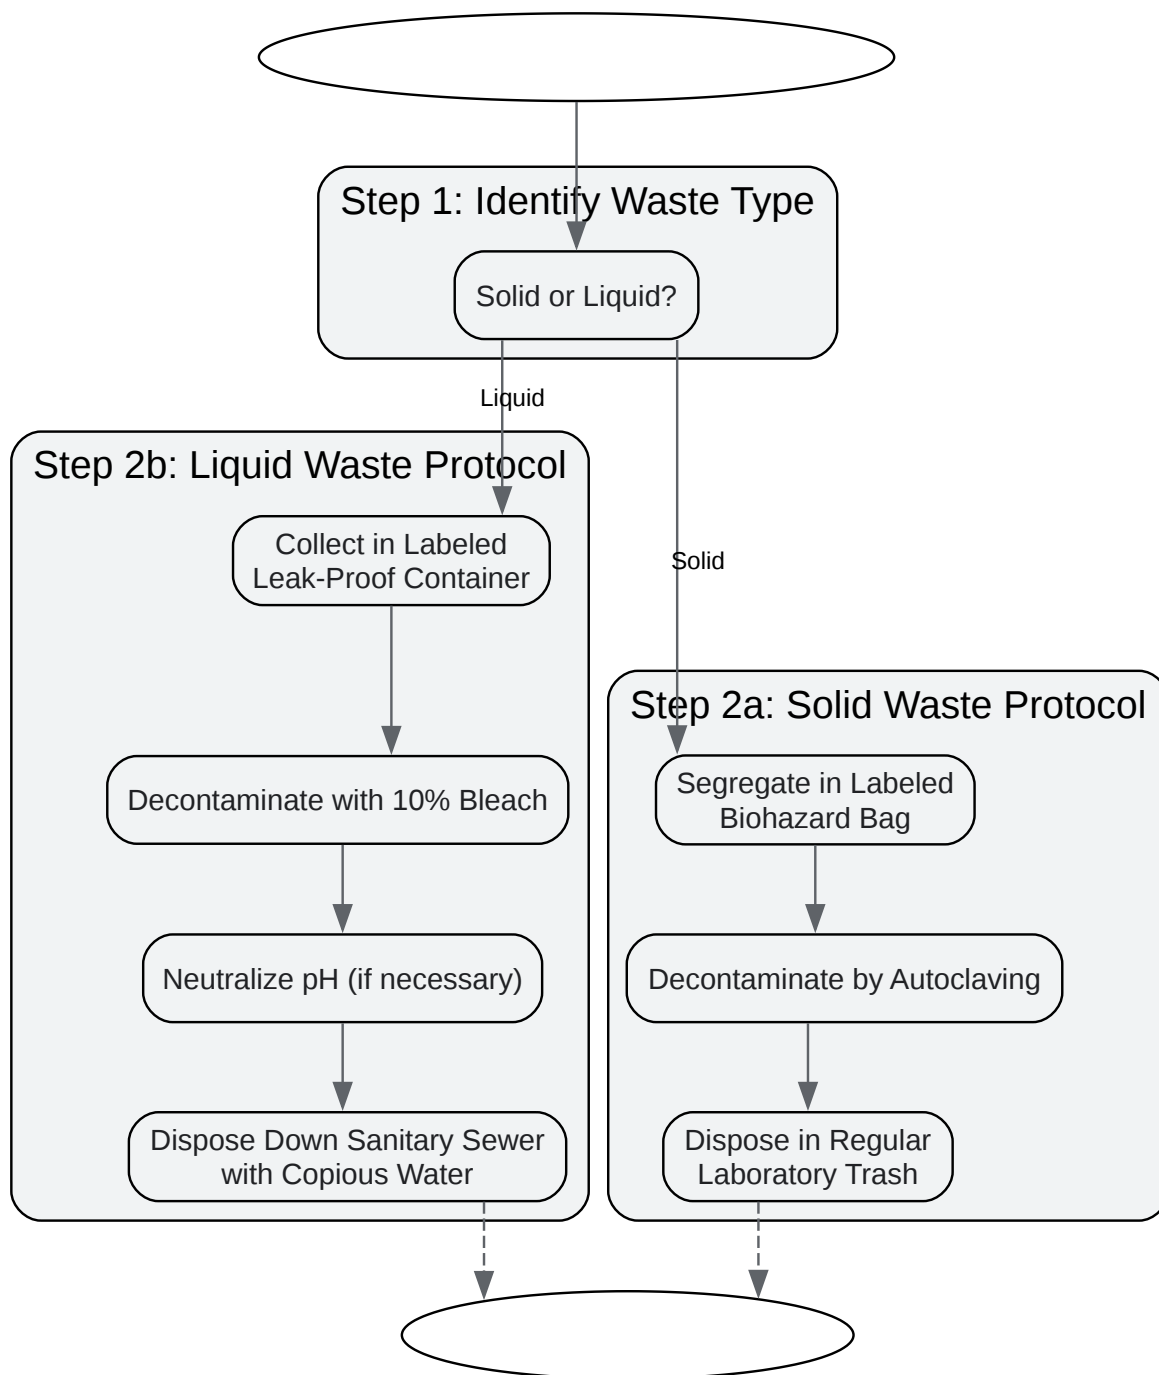 Step 1: Identify Waste Type
Solid or Liquid?
Liquid
Step 2b: Liquid Waste Protocol
Collect in Labeled
Leak-Proof Container
Decontaminate with 10% Bleach
Neutralize pH (if necessary)
Dispose Down Sanitary Sewer
with Copious Water
Solid
Step 2a: Solid Waste Protocol
Segregate in Labeled
Biohazard Bag
Decontaminate by Autoclaving
Dispose in Regular
Laboratory Trash